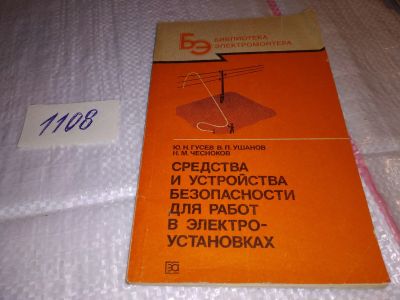 1108
БЭ
БИБЛИОТЕКА
ЭЛЕКТРОМОНТЕРА
Ю. Н. ГУСЕВ В. П. УШАНОВ
Н. М. ЧЕСНОКОВ
СРЕДСТВА
И УСТРОЙСТВА
БЕЗОПАСНОСТИ
ДЛЯ РАБОТ
В ЭЛЕКТРО-
УСТАНОВКАХ